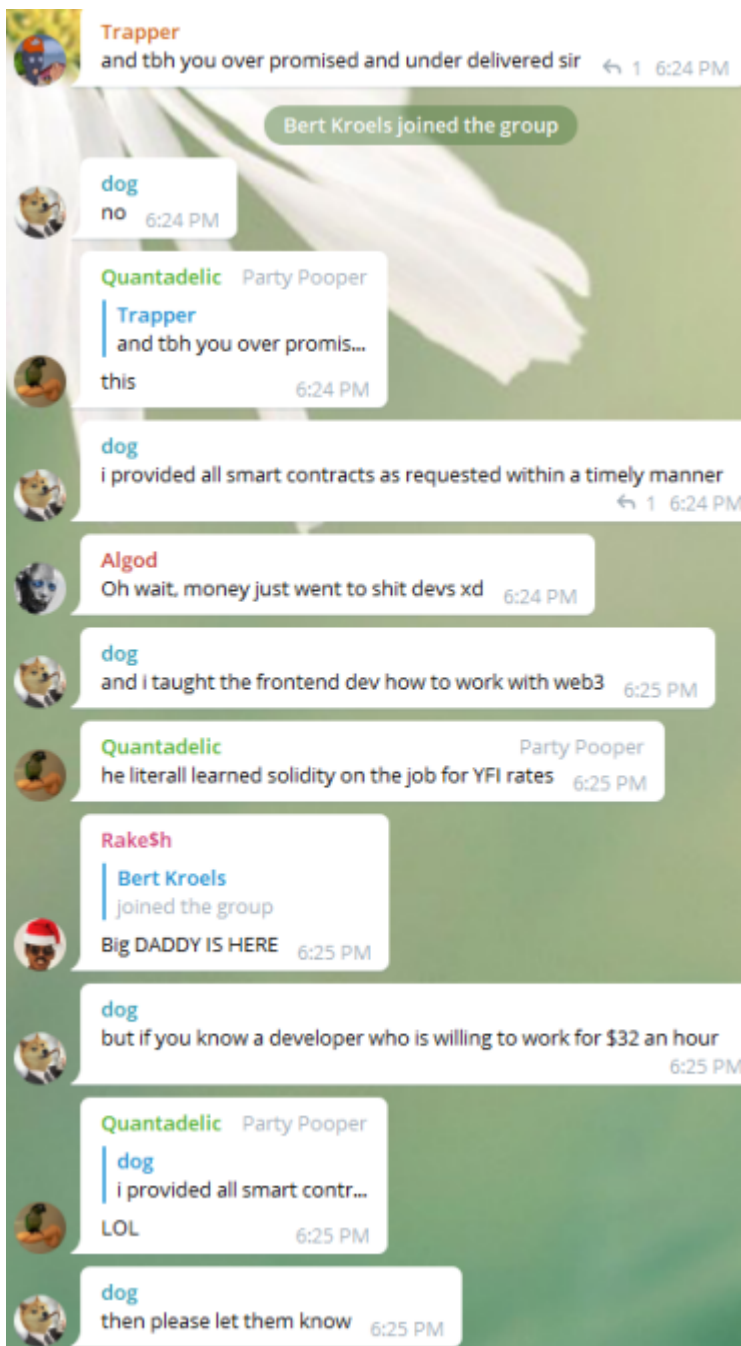 Trapper
and tbh you over promised and under delivered sir 1 6:24 PM
Bert Kroels joined the group
dog
no 6:24 PM
Quantadelic Party Pooper
Trapper
and tbh you over promis...
this 6:24 PM
dog
i provided all smart contracts as requested within a timely manner
1 6:24 PM
Algod
Oh wait, money just went to shit devs xd 6:24 PM
dog
and i taught the frontend dev how to work with web3 6:25 PM
Quantadelic Party Pooper
he literall learned solidity on the job for YFI rates 6:25 PM
Rake$h
Bert Kroels
joined the group
Big DADDY IS HERE 6:25 PM
dog
but if you know a developer who is willing to work for $32 an hour
6:25 PM
Quantadelic Party Pooper
dog
i provided all smart contr...
LOL 6:25 PM
dog
then please let them know 6:25 PM